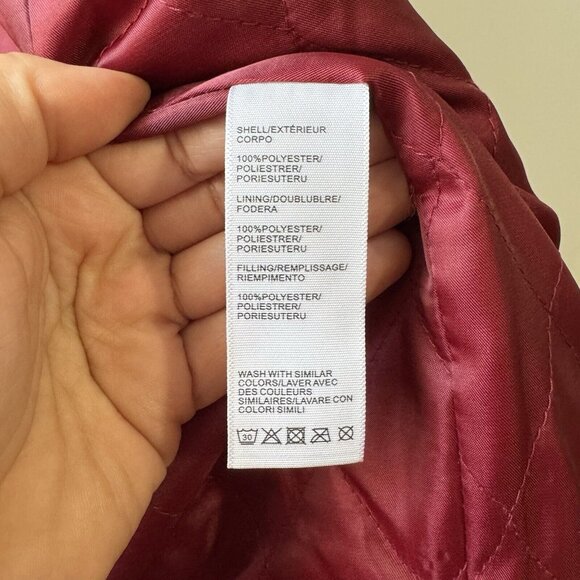 SHELL/EXTÉRIEUR
CORPO
100%POLYESTER/
POLIESTRER/
PORIESUTERU
LINING/DOUBLUBLRE/
FODERA
100%POLYESTER/
POLIESTRER/
PORIESUTERU
FILLING/REMPLISSAGE/
RIEMPIMENTO
100%POLYESTER/
POLIESTER/
PORIESUTERU
WASH WITH SIMILAR
COLORS/LAVER AVEC
DES COULEURS
SIMILAIRES/LAVARE CON
COLORI SIMILI
30